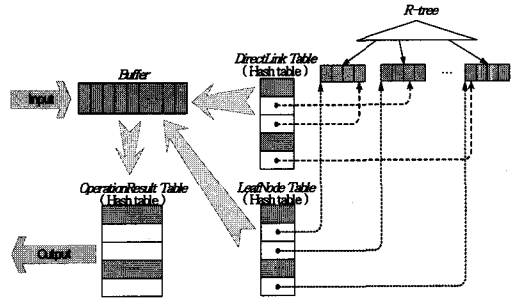 R-tree
DirectLink Table
( Hash table )
Buffer
Input
...
OperationResult Table
( Hash table )
LeafNode Table
( Hash table )
Output